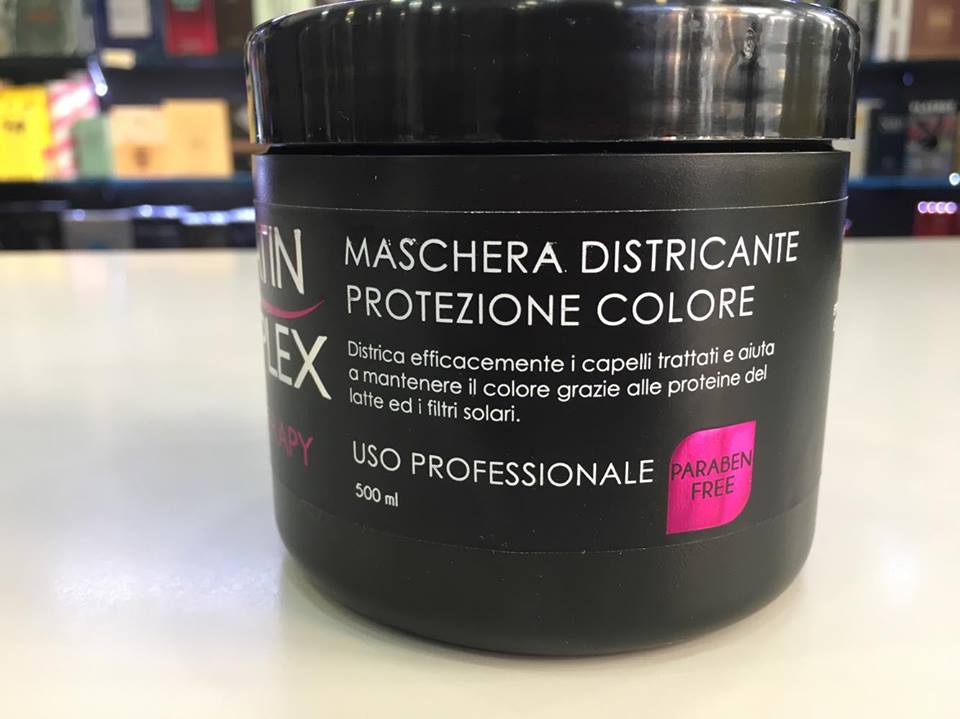 MASCHERA DISTRICANTE
PROTEZIONE COLORE
Districa efficacemente i capelli trattati e aiuta
a mantenere il colore grazie alle proteine del
latte ed i filtri solari.
USO PROFESSIONALE
500 ml
PARABEN
FREE